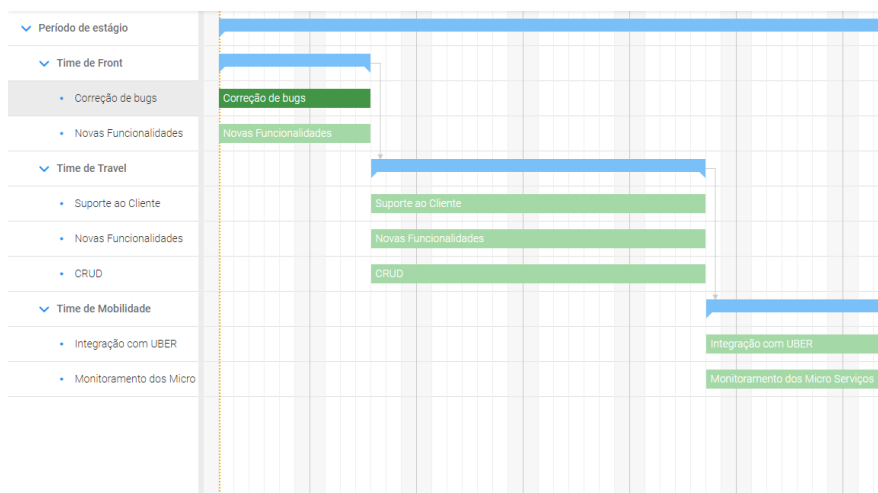 Período de estágio
Time de Front
Correção de bugs
Correção de bugs
Novas Funcionalidades
Novas Funcionalidades
Time de Travel
Suporte ao Cliente
Suporte ao Cliente
Novas Funcionalidades
Novas Funcionalidades
CRUD
CRUD
Time de Mobilidade
Integração com UBER
Integração com UBER
Monitoramento dos Micro
Monitoramento dos Micro Serviços